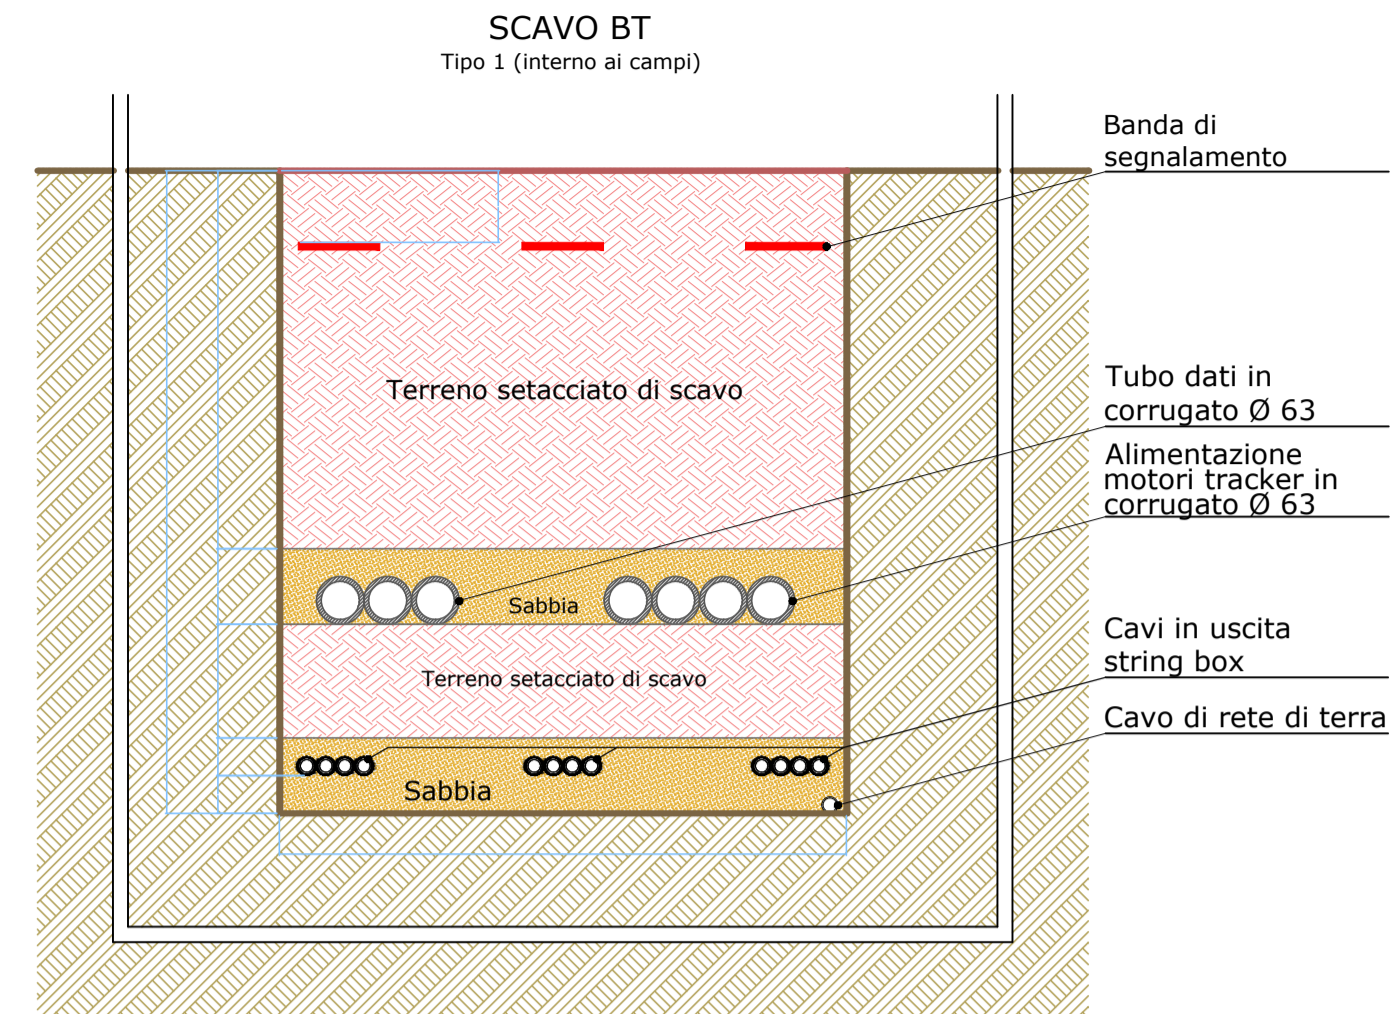 SCAVO BT
Tipo 1 (interno ai campi)
Banda di
segnalamento
Terreno setacciato di scavo
Tubo dati in
corrugato Ø 63
Alimentazione
motori tracker in
corrugato Ø 63
Sabbia
Terreno setacciato di scavo
Cavi in uscita
string box
Cavo di rete di terra
Sabbia